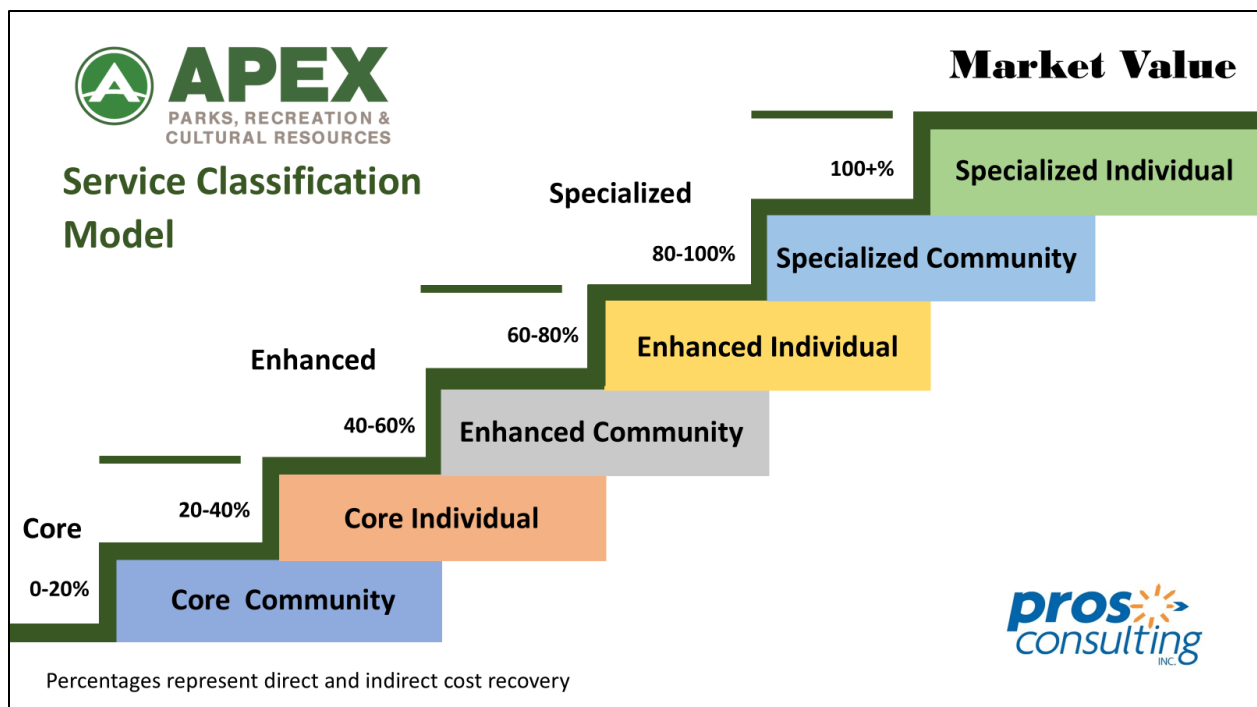 APEX
PARKS, RECREATION &
CULTURAL RESOURCES
Service Classification
Model
Market Value
100+%
Specialized Individual
Specialized
80-100%
Specialized Community
60-80%
Enhanced Individual
Enhanced
40-60%
Enhanced Community
20-40%
Core Individual
Core
0-20%
Core Community
pros
consulting
INC.
Percentages represent direct and indirect cost recovery